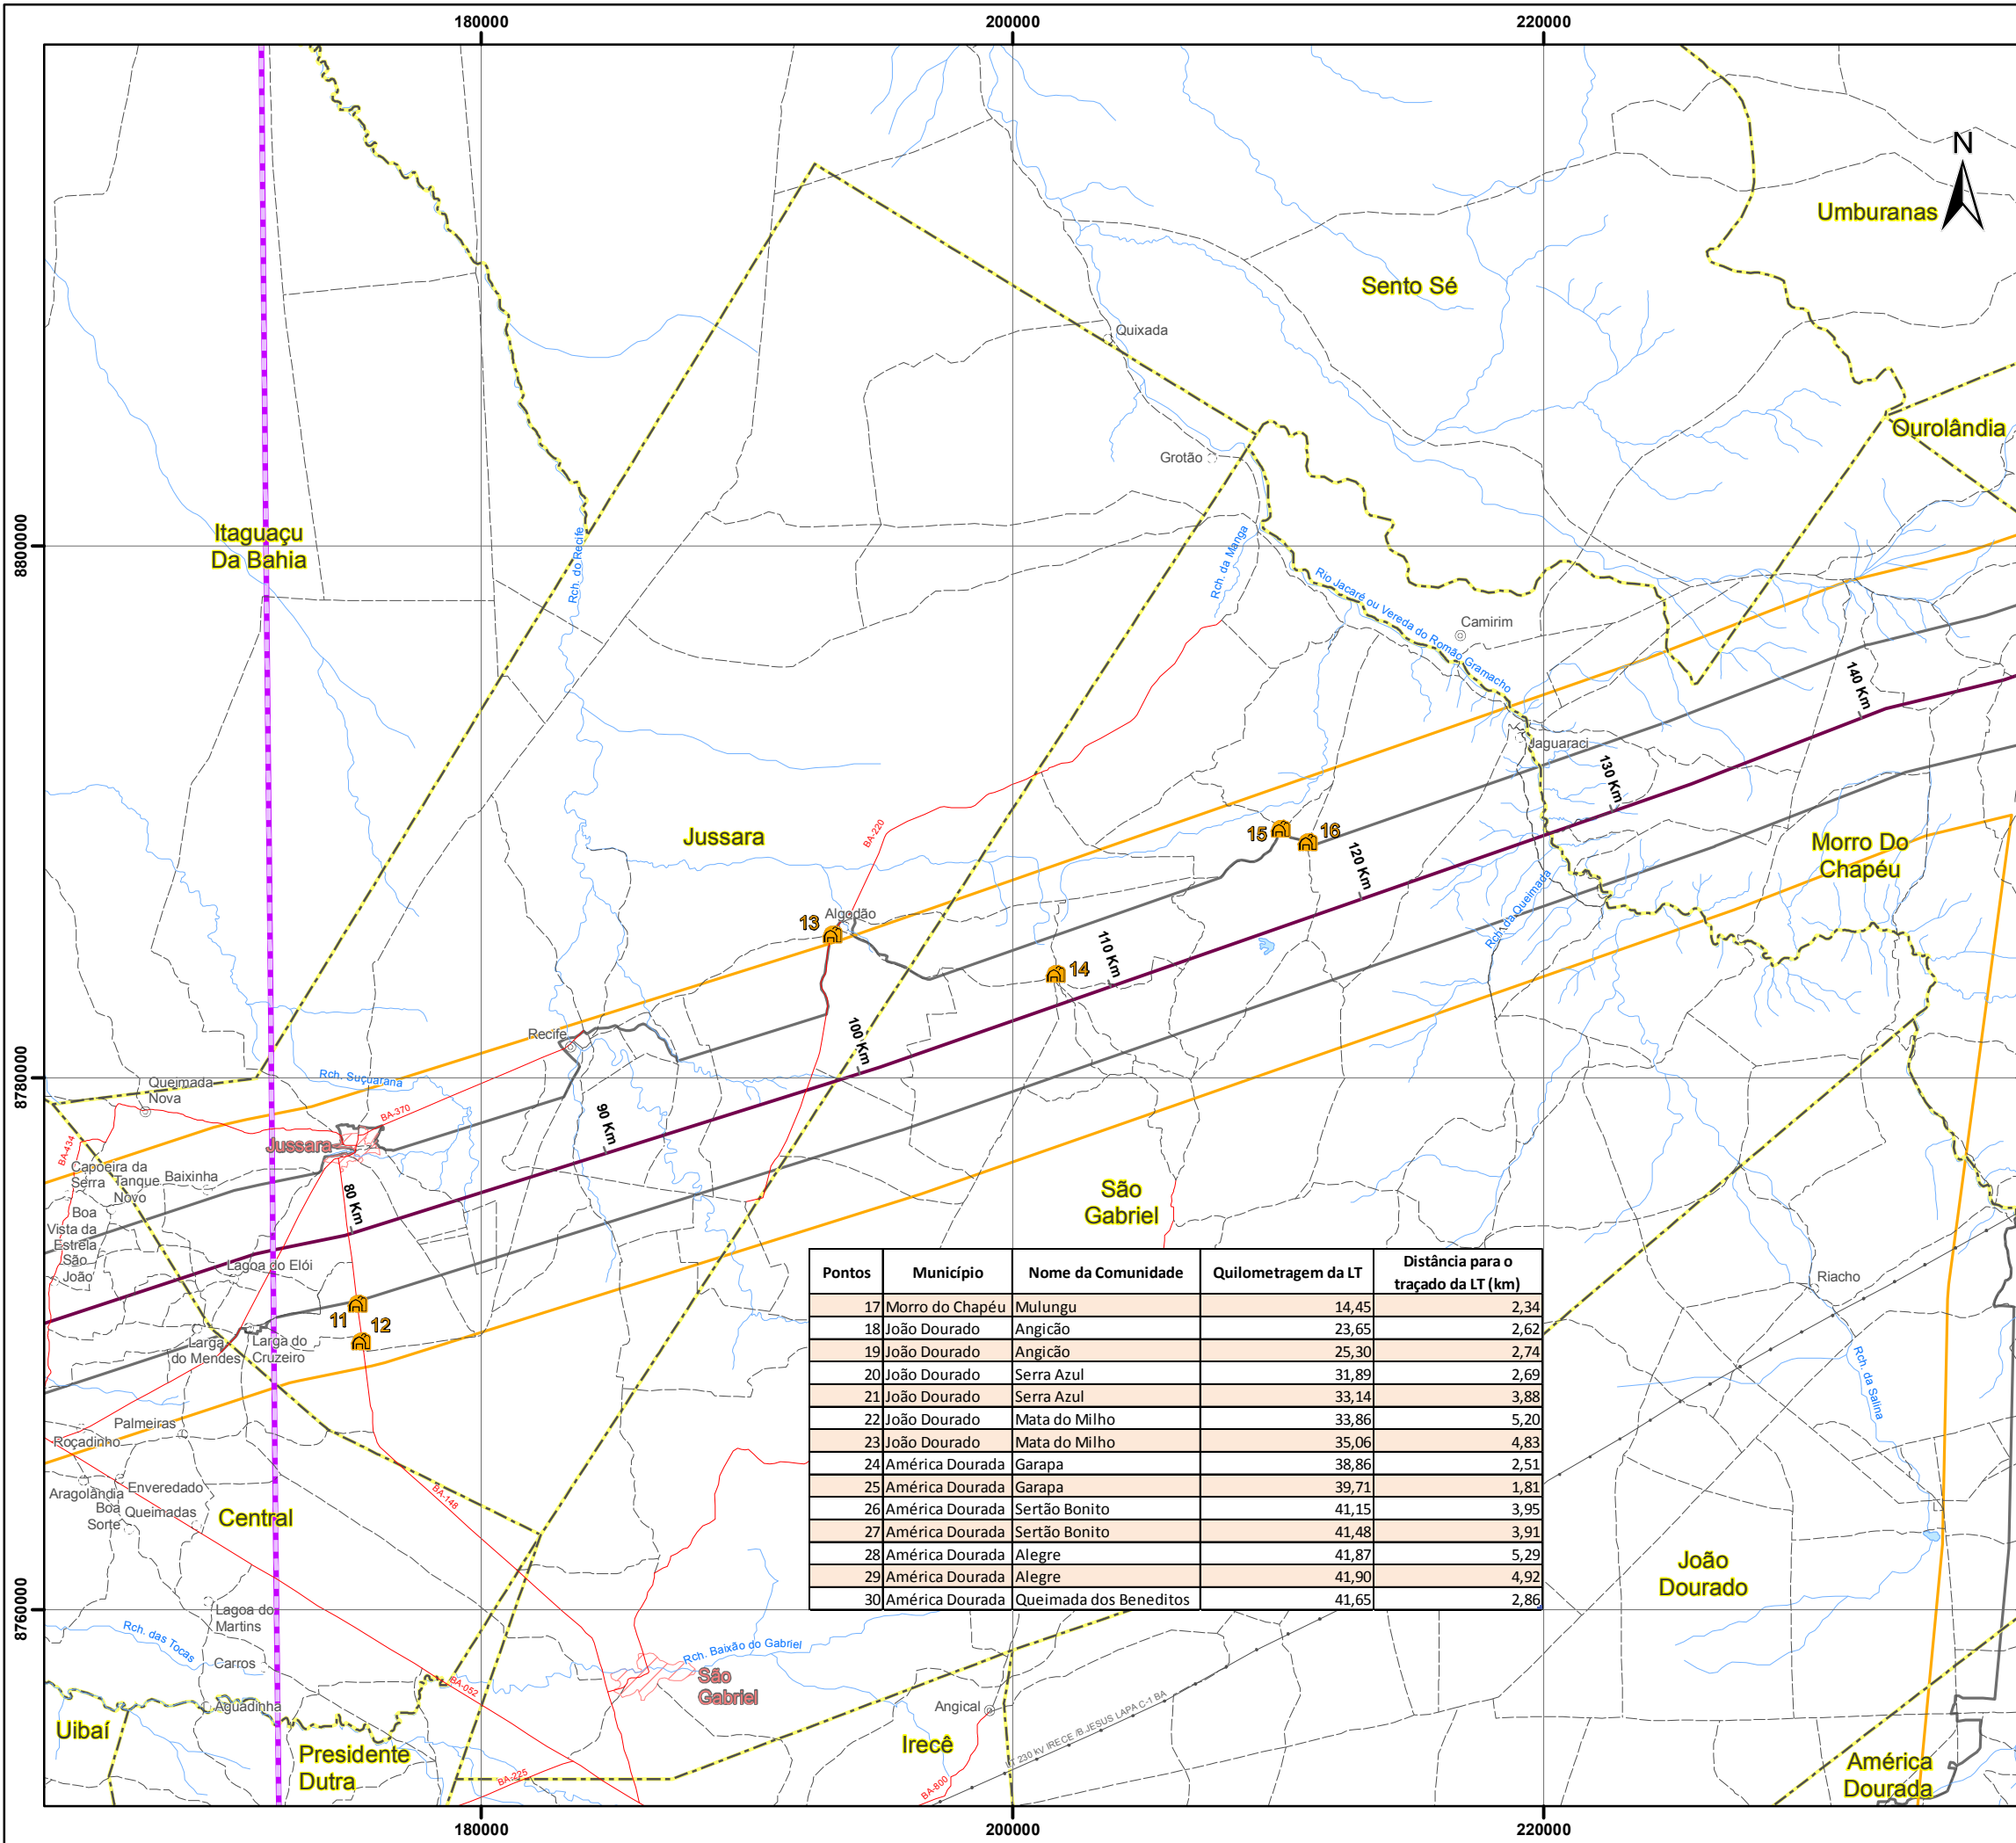 180000
200000
220000
N
Umburanas
Sento Sé
Quixada
Ourolândia
Grotão
Itaguaçu
Da Bahia
8800000
Rch. do Recife
Rch. da Manga
Rio Jacaré ou Vereda do Romão Gramacho
Camirim
140 Km
Jaguaraci
130 Km
Jussara
BA-220
15
16
120 Km
Morro Do
Chapéu
Rch. da Queimada
13
Algodão
14
110 Km
100 Km
Recife
8780000
Rch. Suçuarana
Queimada
Nova
BA-370
90 Km
BA-434
Jussara
Capoeira da
Serra
Tanque
Novo
Baixinha
80 Km
Boa
Vista da
Estrela
São
João
Lagoa do Elói
São
Gabriel
11
12
Larga
do Mendes
Larga do
Cruzeiro
Riacho
Pontos Município Nome da Comunidade Quilometragem da LT Distância para o
traçado da LT (km)
17 Morro do Chapéu Mulungu 14,45 2,34
18 João Dourado Angicão 23,65 2,62
19 João Dourado Angicão 25,30 2,74
20 João Dourado Serra Azul 31,89 2,69
21 João Dourado Serra Azul 33,14 3,88
22 João Dourado Mata do Milho 33,86 5,20
23 João Dourado Mata do Milho 35,06 4,83
24 América Dourada Garapa 38,86 2,51
25 América Dourada Garapa 39,71 1,81
26 América Dourada Sertão Bonito 41,15 3,95
27 América Dourada Sertão Bonito 41,48 3,91
28 América Dourada Alegre 41,87 5,29
29 América Dourada Alegre 41,90 4,92
30 América Dourada Queimada dos Beneditos 41,65 2,86
Rch. da Salina
Palmeiras
Roçadinho
Aragolândia
Enveredado
Boa
Sorte
Queimadas
BA-148
Central
João
Dourado
8760000
Lagoa do
Martins
Rch. das Tocas
Carros
Rch. Baixão do Gabriel
BA-052
São
Gabriel
Aguadinha
Angical
Uibaí
Presidente
Dutra
Irecê
LT 230 kV IRECE /B.JESUS LAPA C-1 BA
BA-225
BA-800
América
Dourada
180000
200000
220000